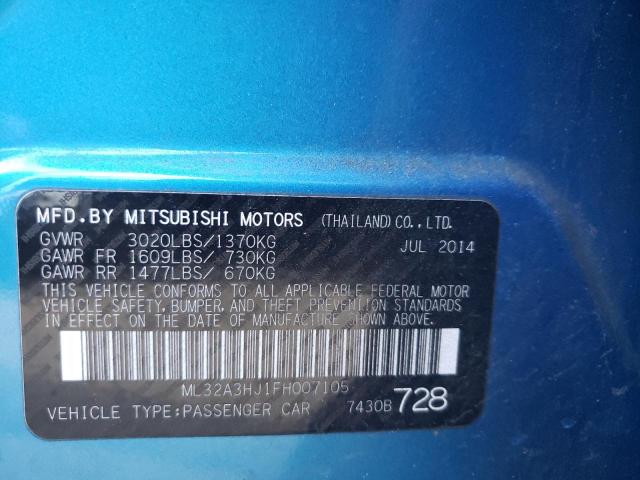 MFD.BY MITSUBISHI MOTORS (THAILAND)CO.,LTD.
GVWR 3020LBS/1370KG JUL 2014
GAWR FR 1609LBS/ 730KG
GAWR RR 1477LBS/ 670KG
THIS VEHICLE CONFORMS TO ALL APPLICABLE FEDERAL MOTOR
VEHICLE SAFETY, BUMPER, AND THEFT PREVENTION STANDARDS
IN EFFECT ON THE DATE OF MANUFACTURE SHOWN ABOVE.
ML32A3HJ1FH007105
VEHICLE TYPE:PASSENGER CAR 7430B 728